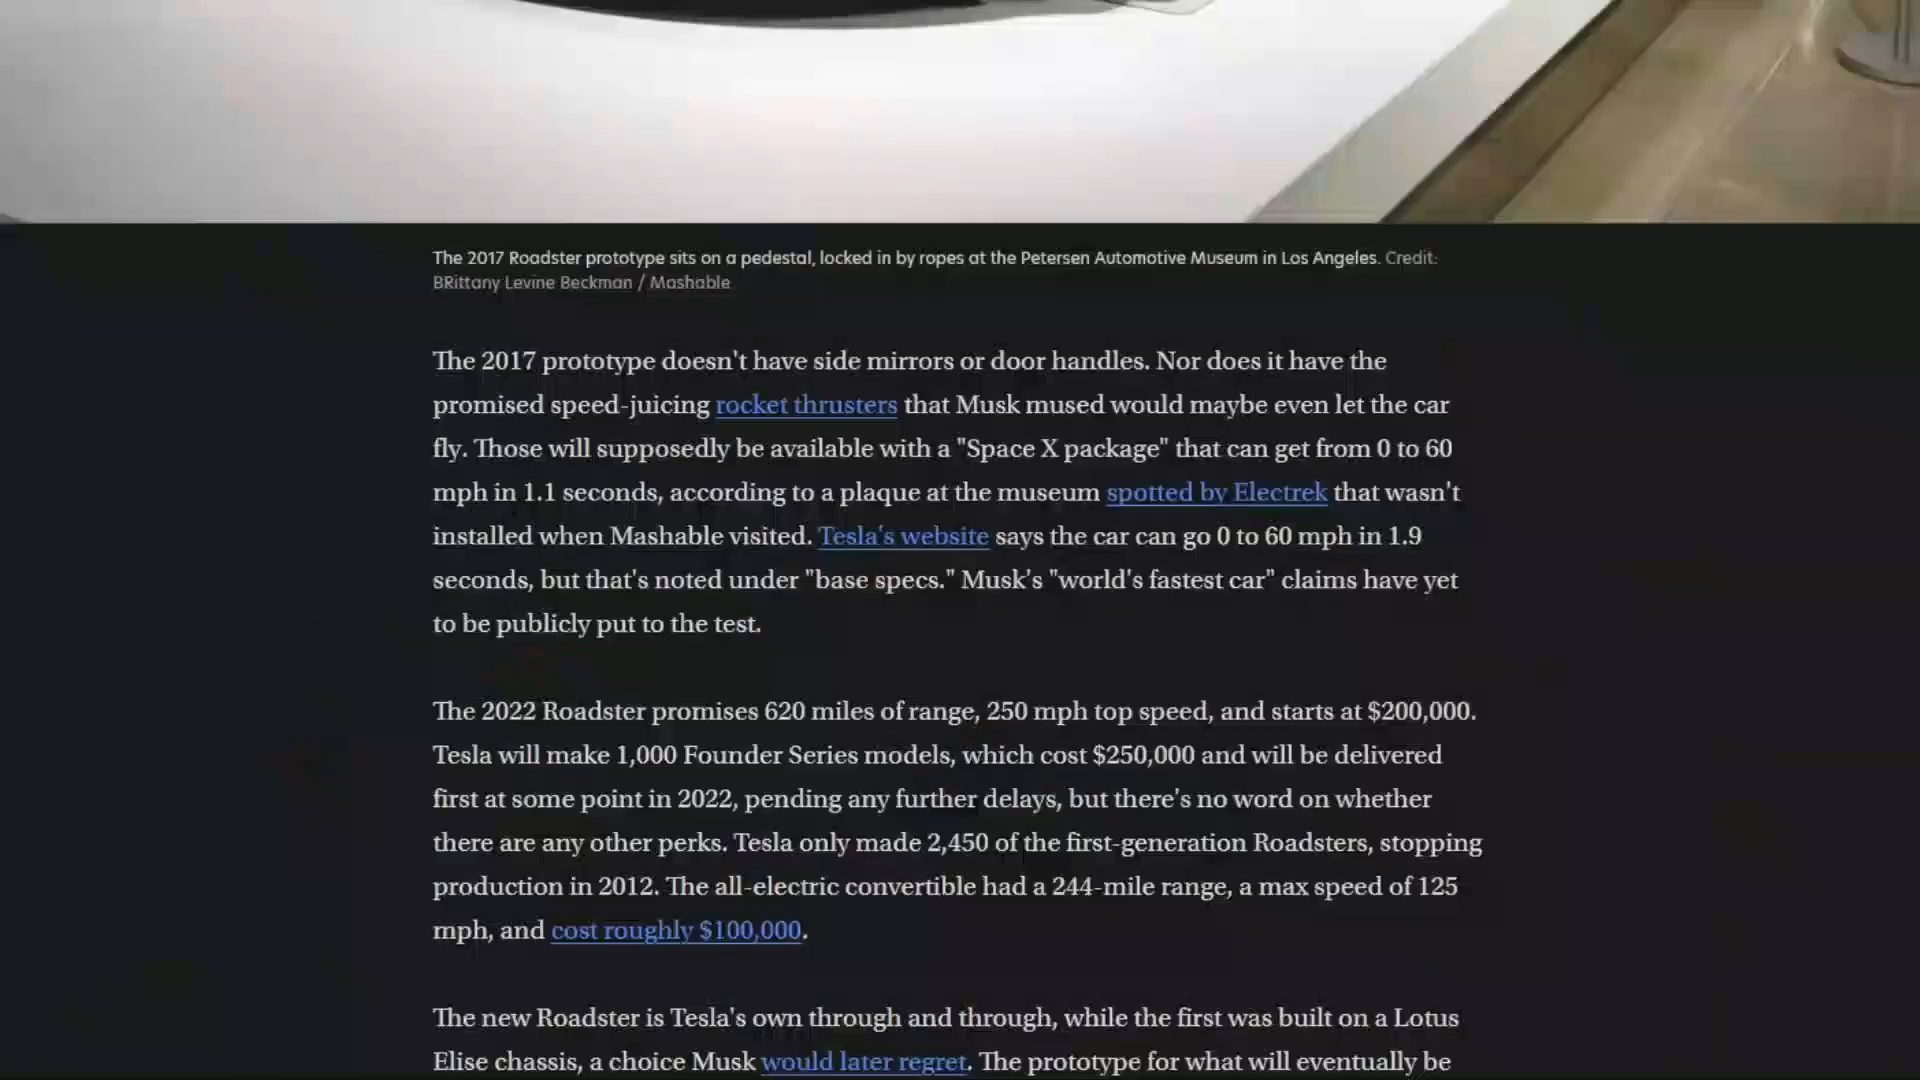 The 2017 Roadster prototype sits on a pedestal, locked in by ropes at the Petersen Automotive Museum in Los Angeles. Credit:
BRittany Levine Beckman / Mashable
The 2017 prototype doesn't have side mirrors or door handles. Nor does it have the
promised speed-juicing rocket thrusters that Musk mused would maybe even let the car
fly. Those will supposedly be available with a "Space X package" that can get from 0 to 60
mph in 1.1 seconds, according to a plaque at the museum spotted by Electrek that wasn't
installed when Mashable visited. Tesla's website says the car can go 0 to 60 mph in 1.9
seconds, but that's noted under "base specs." Musk's "world's fastest car" claims have yet
to be publicly put to the test.
The 2022 Roadster promises 620 miles of range, 250 mph top speed, and starts at $200,000.
Tesla will make 1,000 Founder Series models, which cost $250,000 and will be delivered
first at some point in 2022, pending any further delays, but there's no word on whether
there are any other perks. Tesla only made 2,450 of the first-generation Roadsters, stopping
production in 2012. The all-electric convertible had a 244-mile range, a max speed of 125
mph, and cost roughly $100,000.
The new Roadster is Tesla's own through and through, while the first was built on a Lotus
Elise chassis, a choice Musk would later regret. The prototype for what will eventually be